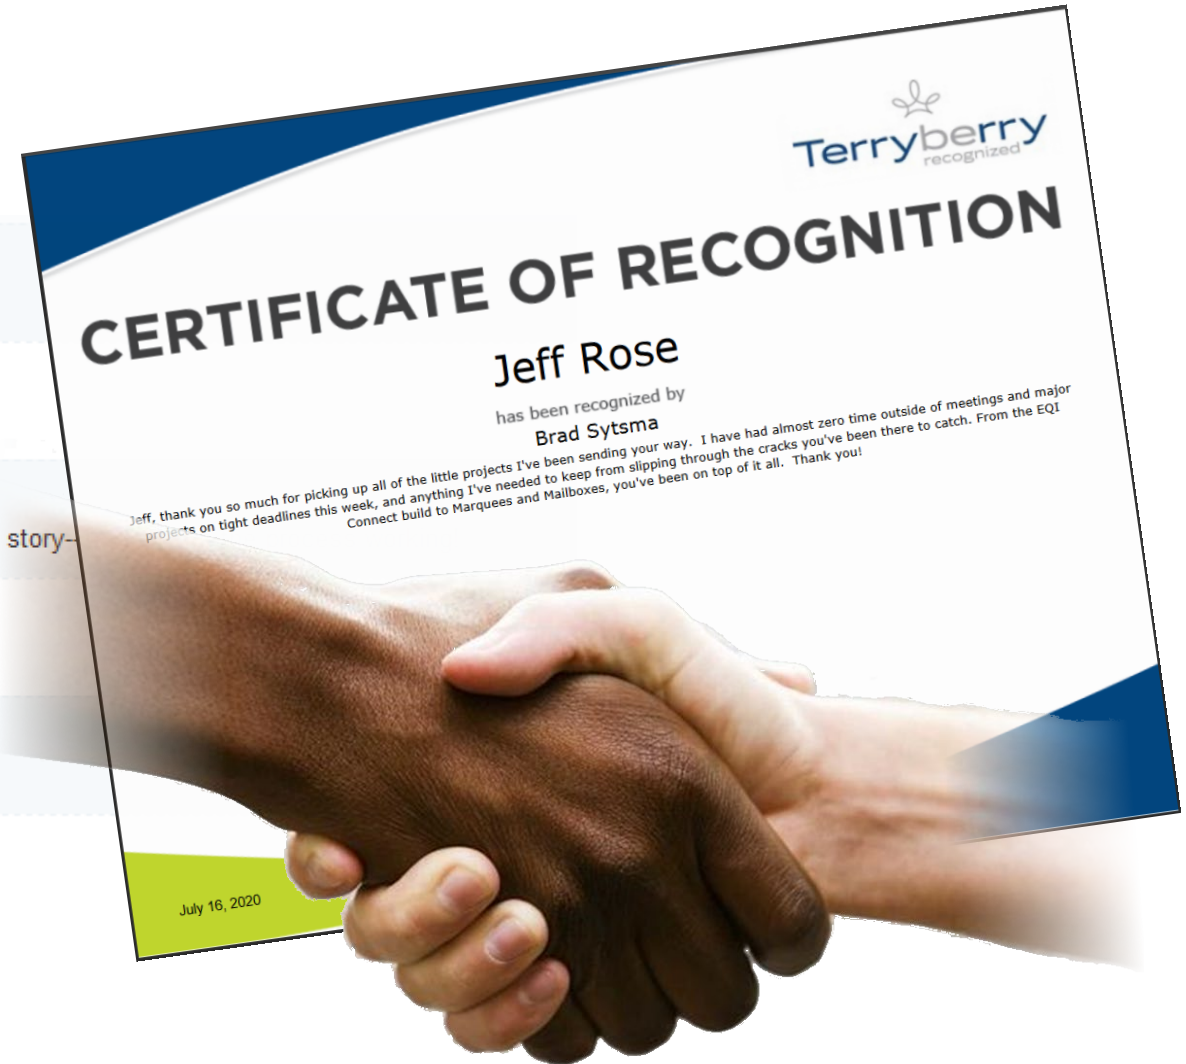 Terryberry
recognized
CERTIFICATE OF RECOGNITION
Jeff Rose
has been recognized by
Brad Sytsma
Jeff, thank you so much for picking up all of the little projects I've been sending your way.  I have had almost zero time outside of meetings and major
projects on tight deadlines this week, and anything I've needed to keep from slipping through the cracks you've been there to catch. From the EQI
Connect build to Marquees and Mailboxes, you've been on top of it all.  Thank you!
story--
July 16, 2020